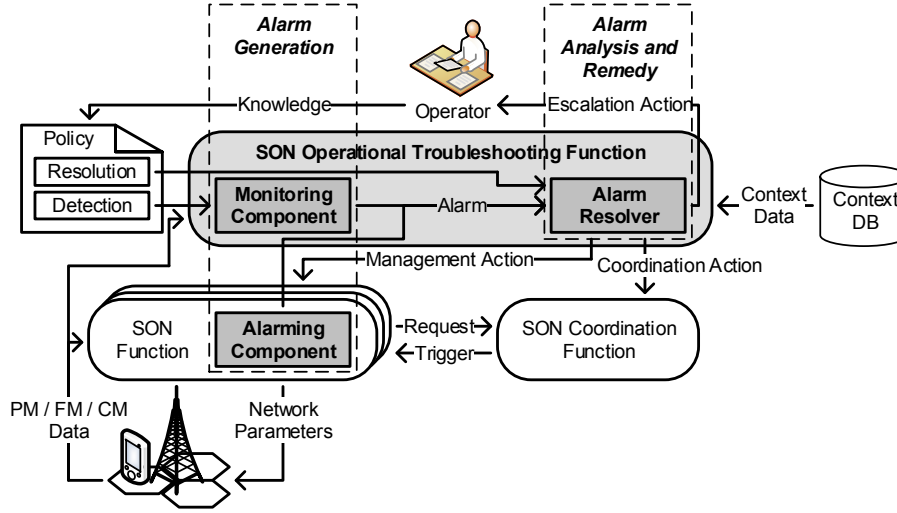 Alarm
Generation
Alarm
Analysis and
Remedy
Knowledge
Operator
Escalation Action
Policy
Resolution
Detection
SON Operational Troubleshooting Function
Monitoring
Component
Alarm
Alarm
Resolver
Context
Data
Context
DB
Management Action
Coordination Action
SON
Function
Alarming
Component
Request
Trigger
SON Coordination
Function
PM / FM / CM
Data
Network
Parameters